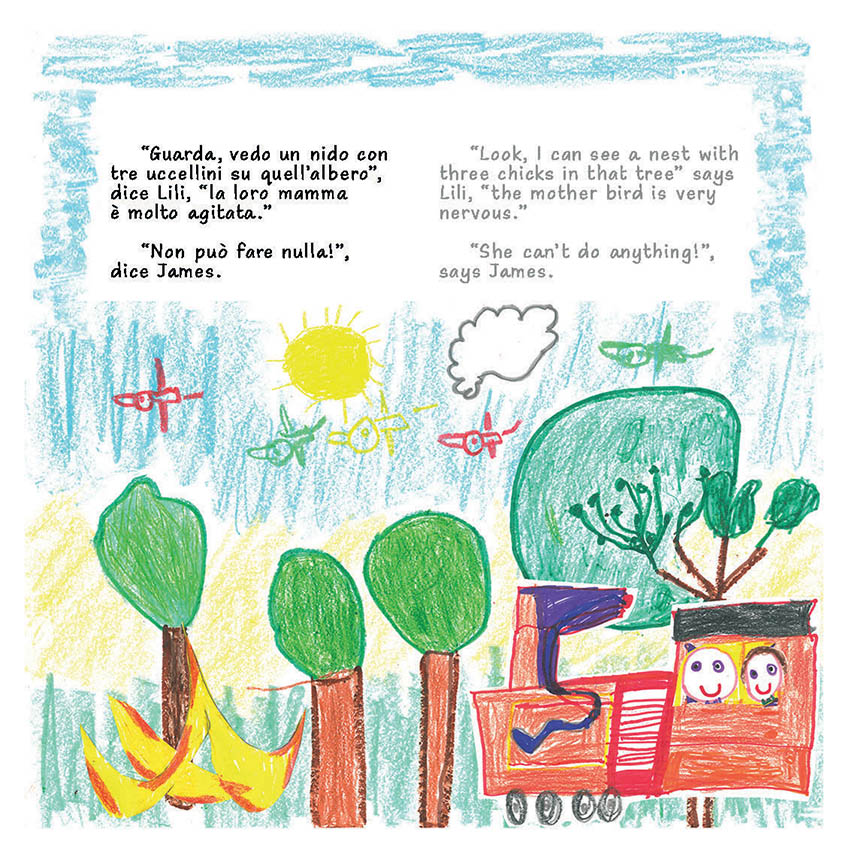 “Guarda, vedo un nido con
tre uccellini su quell’albero”,
dice Lili, “la loro mamma
è molto agitata.”
“Non può fare nulla!”,
dice James.
“Look, I can see a nest with
three chicks in that tree” says
Lili, “the mother bird is very
nervous.”
“She can’t do anything!”,
says James.